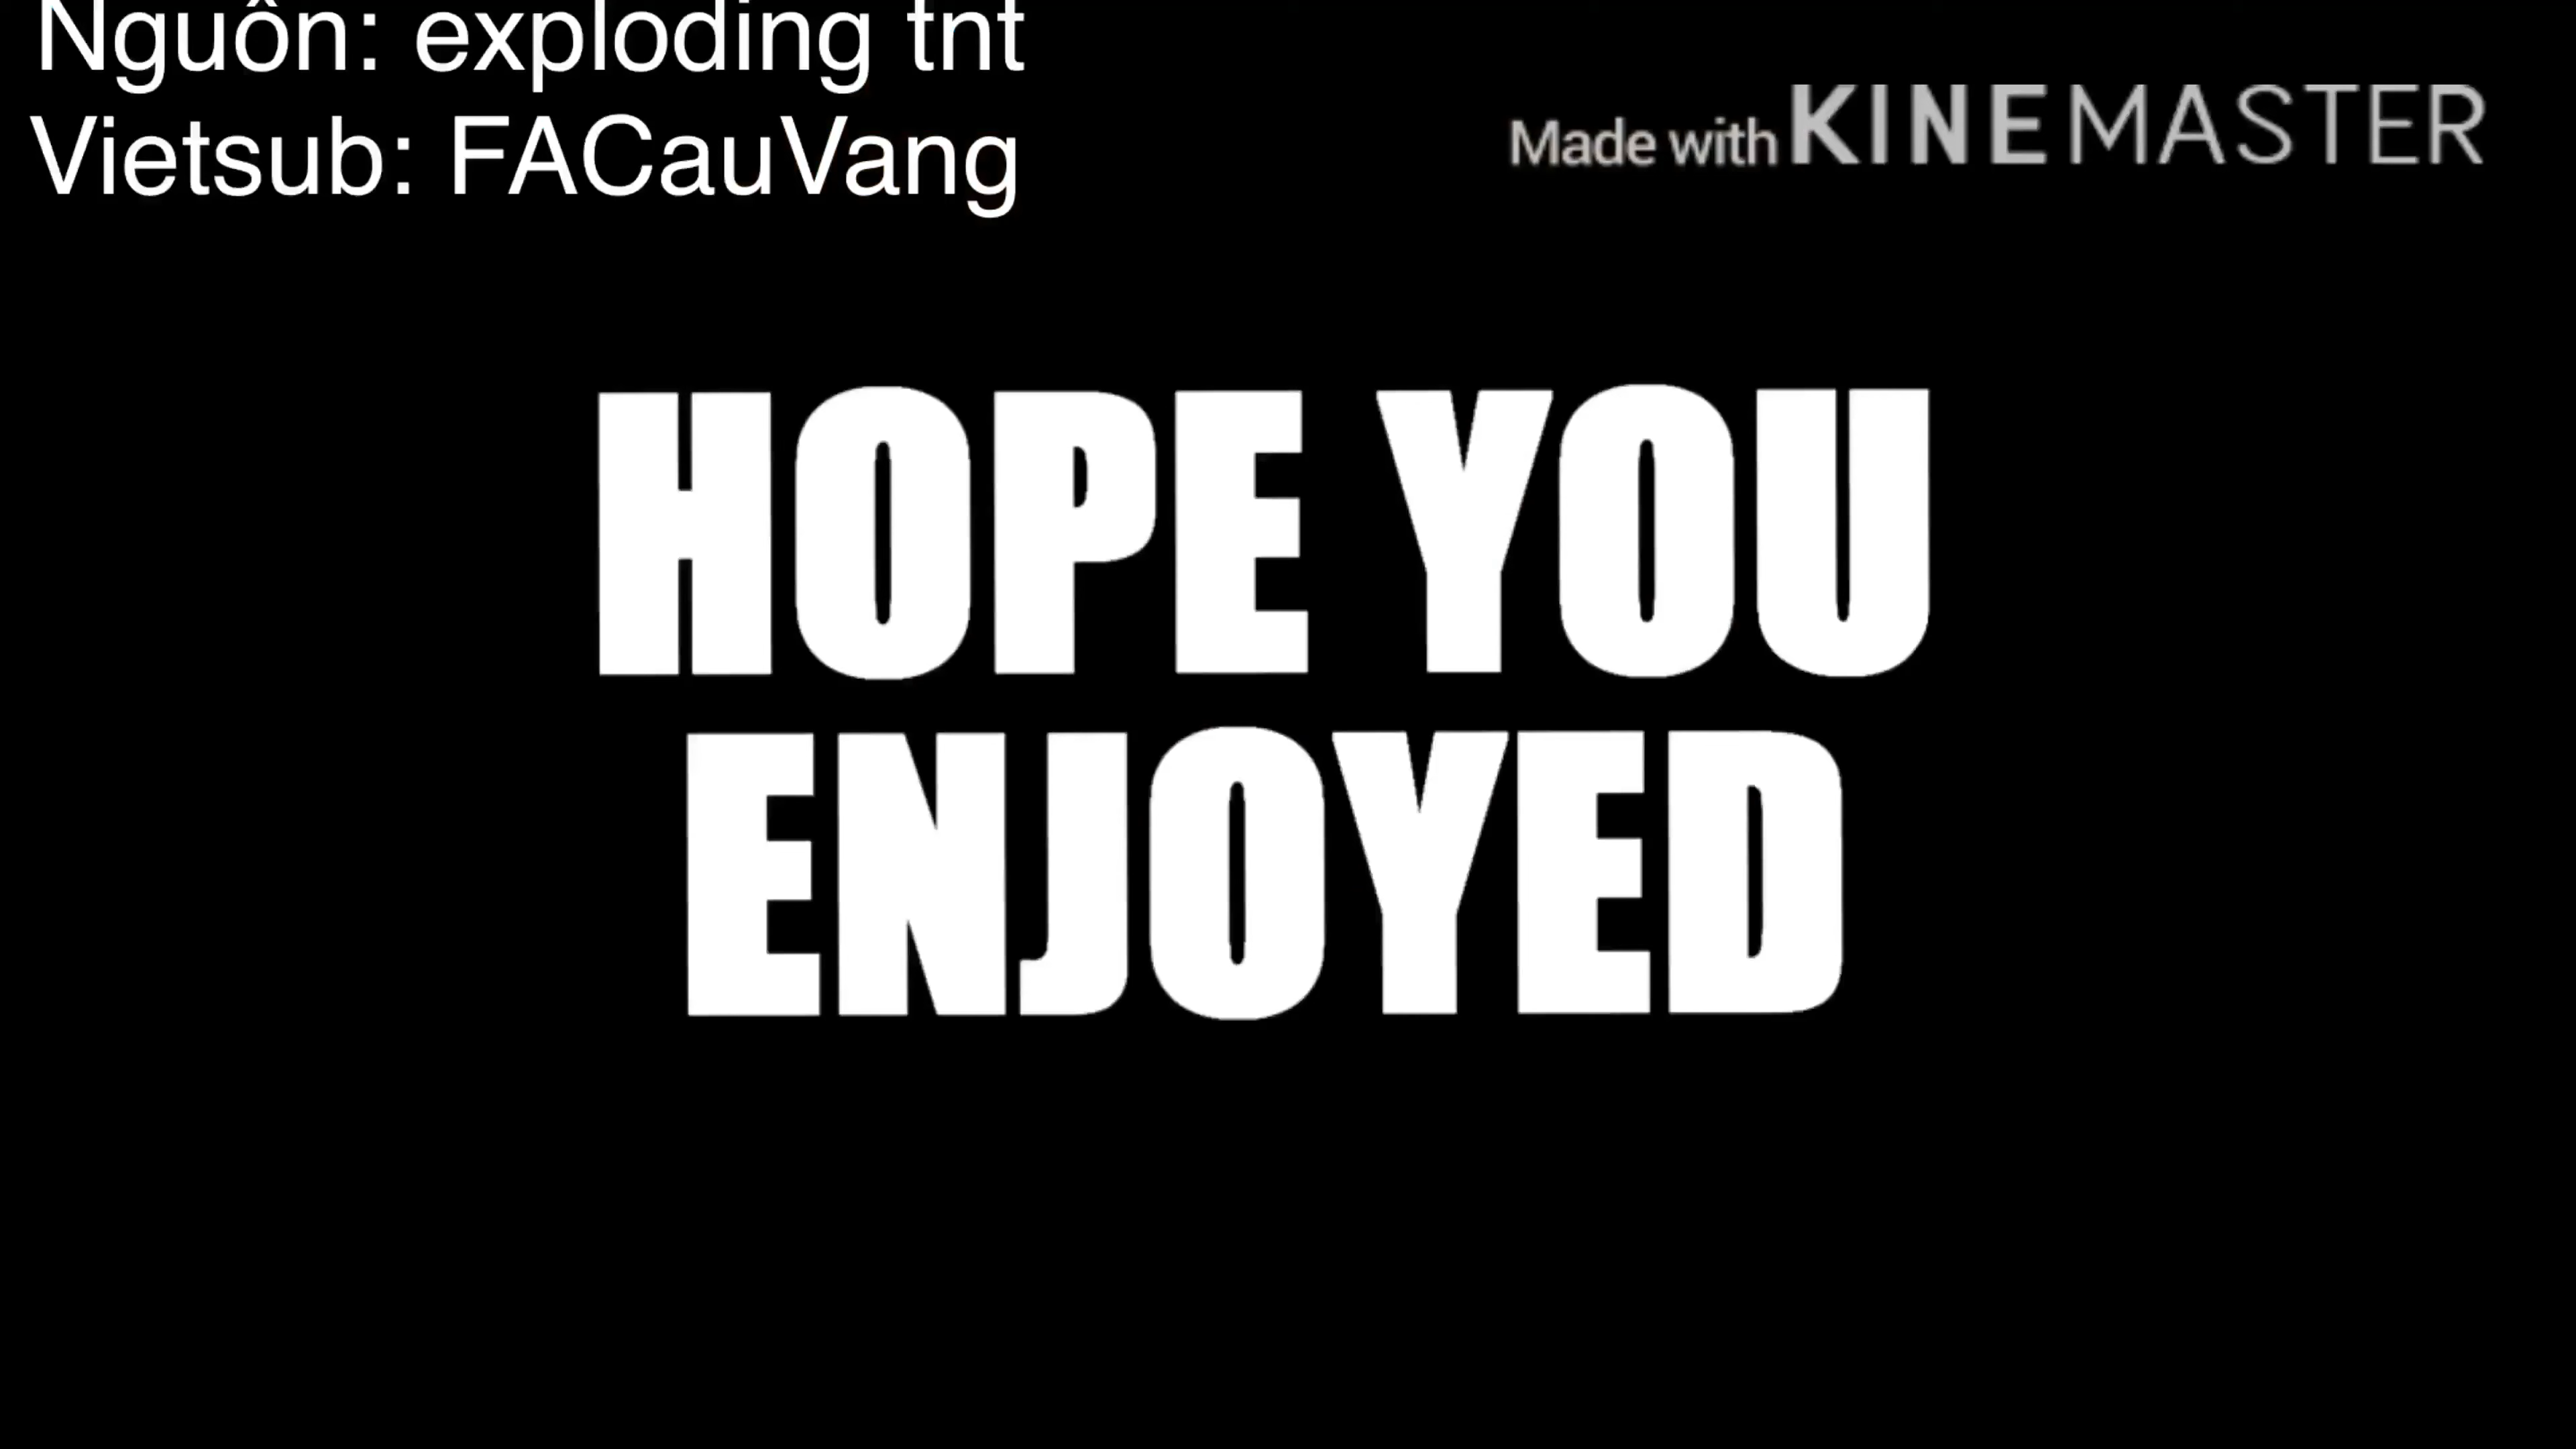 Nguồn: exploding tnt
Vietsub: FACauVang
Made with KINEMASTER
HOPE YOU
ENJOYED